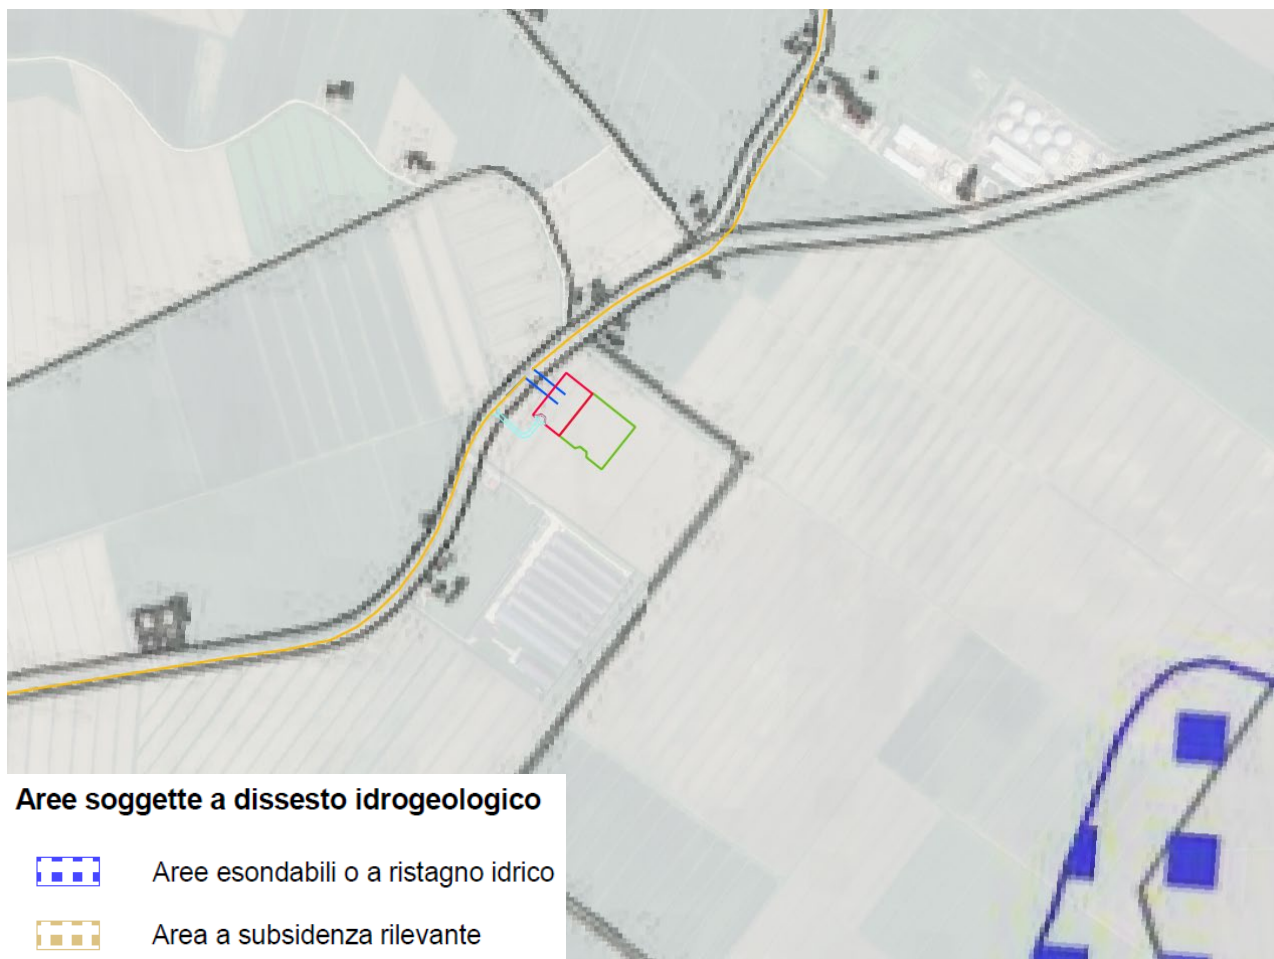 Aree soggette a dissesto idrogeologico
Aree esondabili o a ristagno idrico
Area a subsidenza rilevante